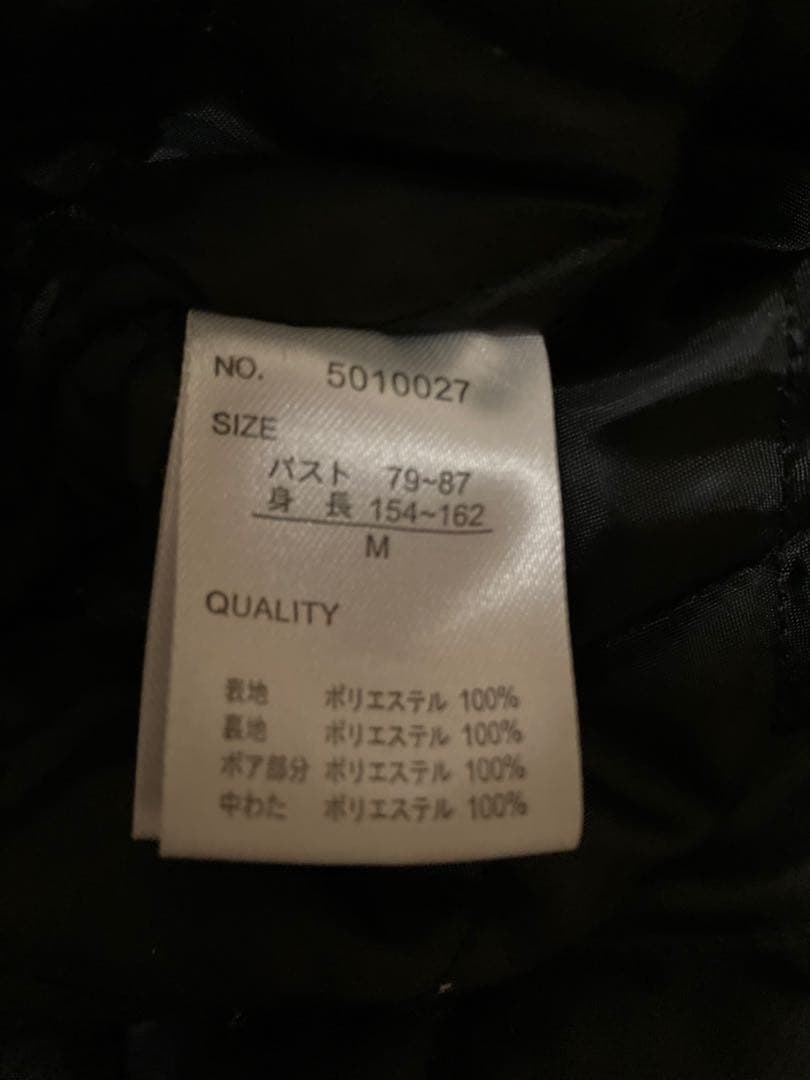 NO. 5010027
SIZE
バスト 79~87
身 長 154~162
M
QUALITY
表地 ポリエステル 100%
裏地 ポリエステル 100%
ボア部分 ポリエステル 100%
中わた ポリエステル 100%